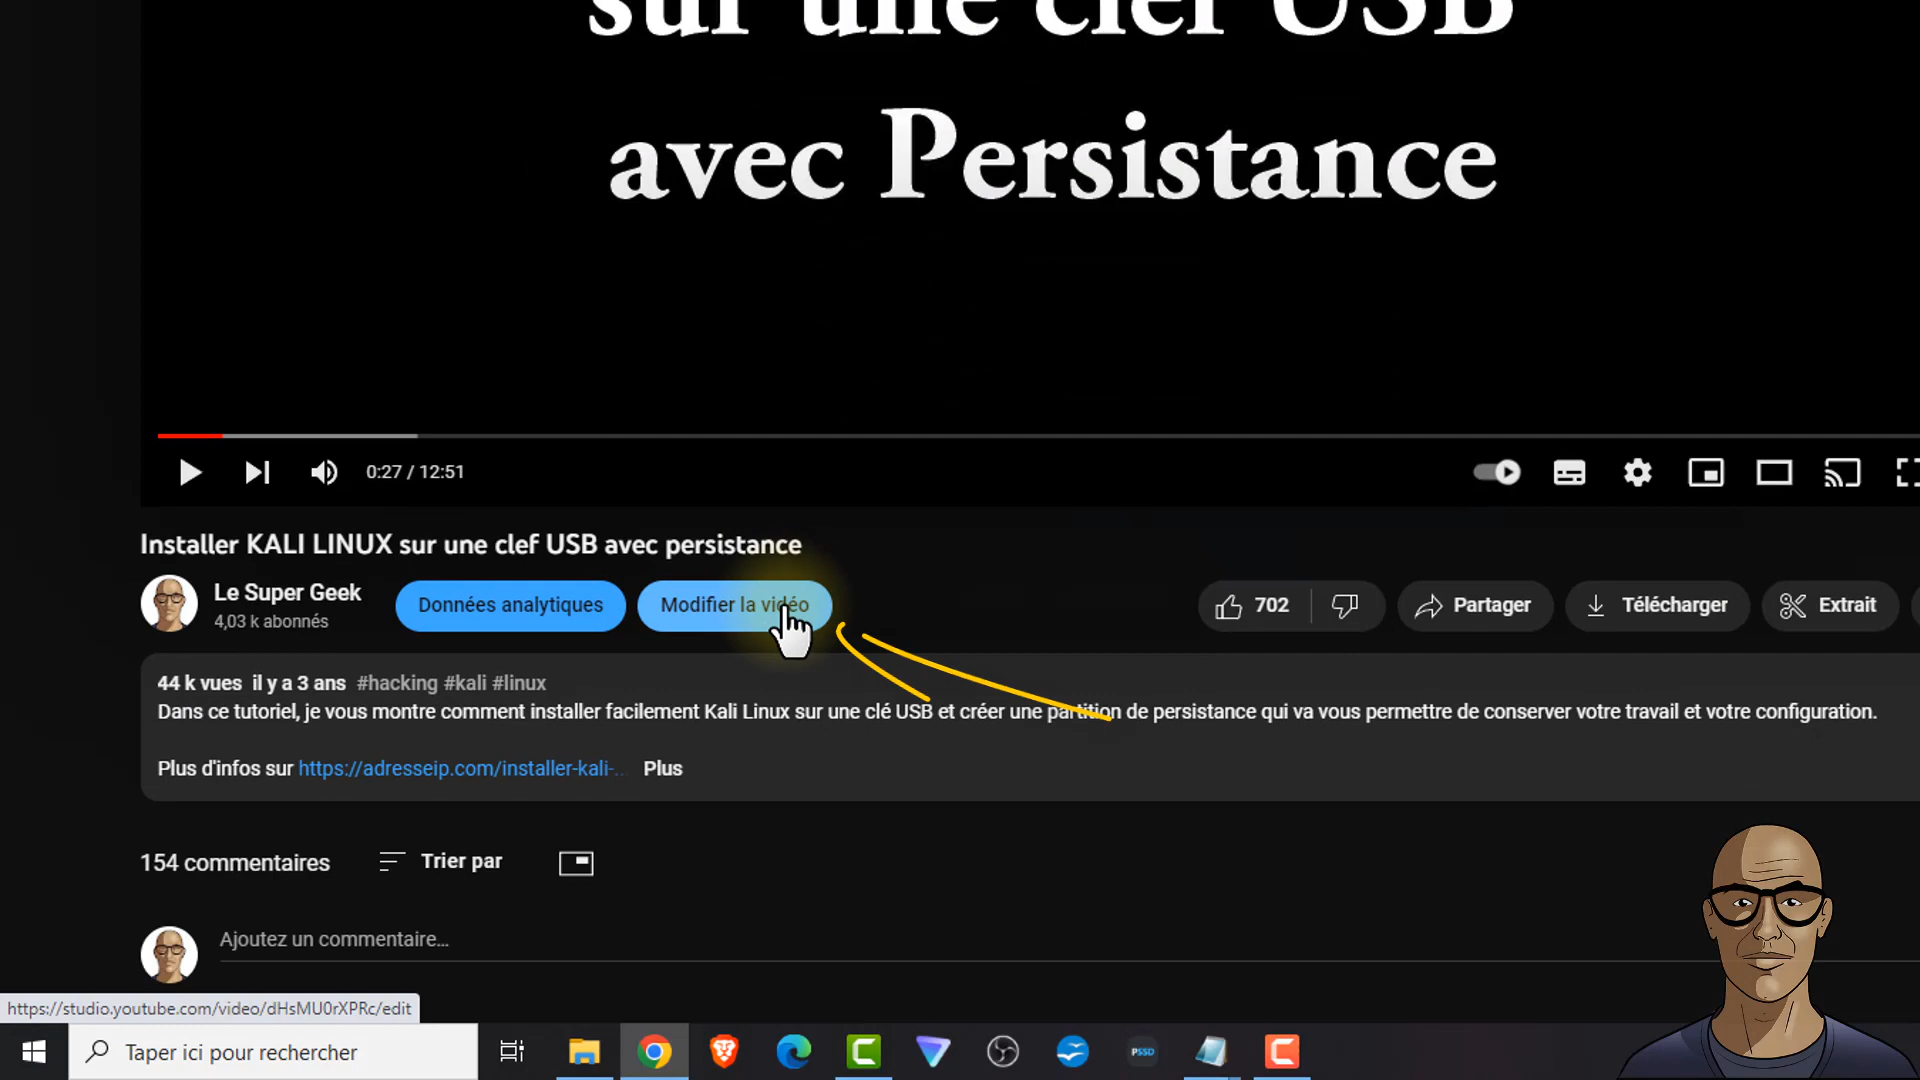 sur une clef USB
avec Persistance
0:27 / 12:51
Installer KALI LINUX sur une clef USB avec persistance
Le Super Geek
4,03 k abonnés
Données analytiques
Modifier la vidéo
702
Partager
Télécharger
Extrait
44 k vues il y a 3 ans #hacking #kali #linux
Dans ce tutoriel, je vous montre comment installer facilement Kali Linux sur une clé USB et créer une partition de persistance qui va vous permettre de conserver votre travail et votre configuration.
Plus d'infos sur https://adresseip.com/installer-kali-... Plus
154 commentaires
Trier par
Ajoutez un commentaire...
https://studio.youtube.com/video/dHsMU0rXPRc/edit
Taper ici pour rechercher
PSSD